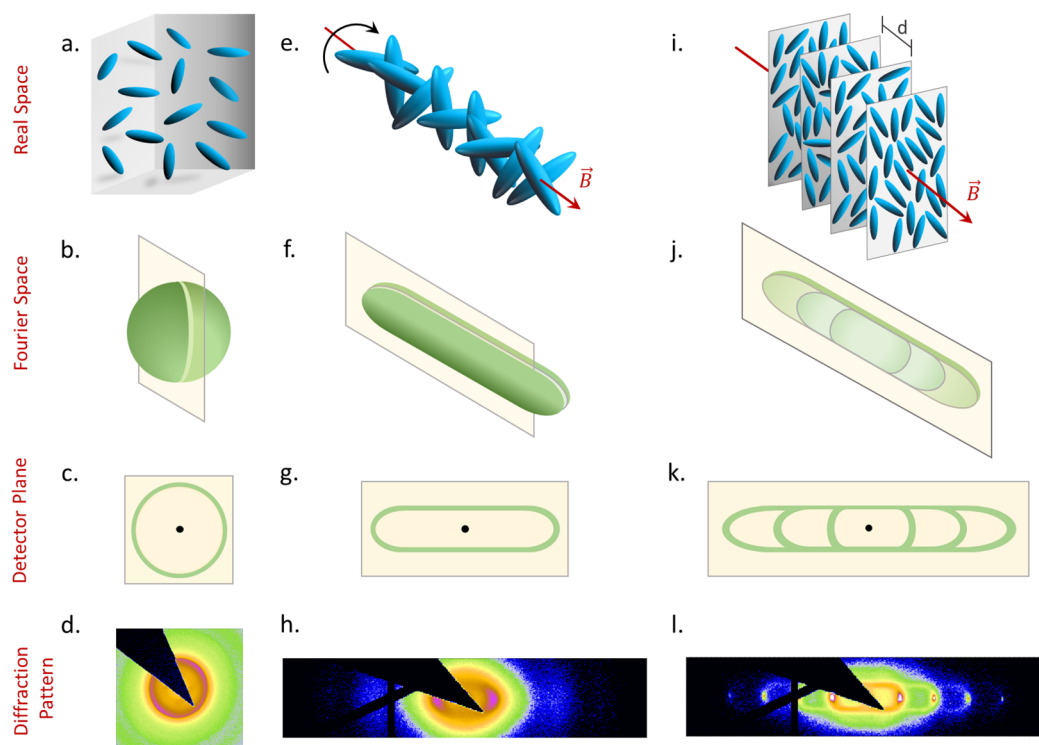 a.
e.
i.
d
Real Space
B
B
b.
f.
j.
Fourier Space
c.
g.
k.
Detector Plane
d.
h.
l.
Diffraction
Pattern